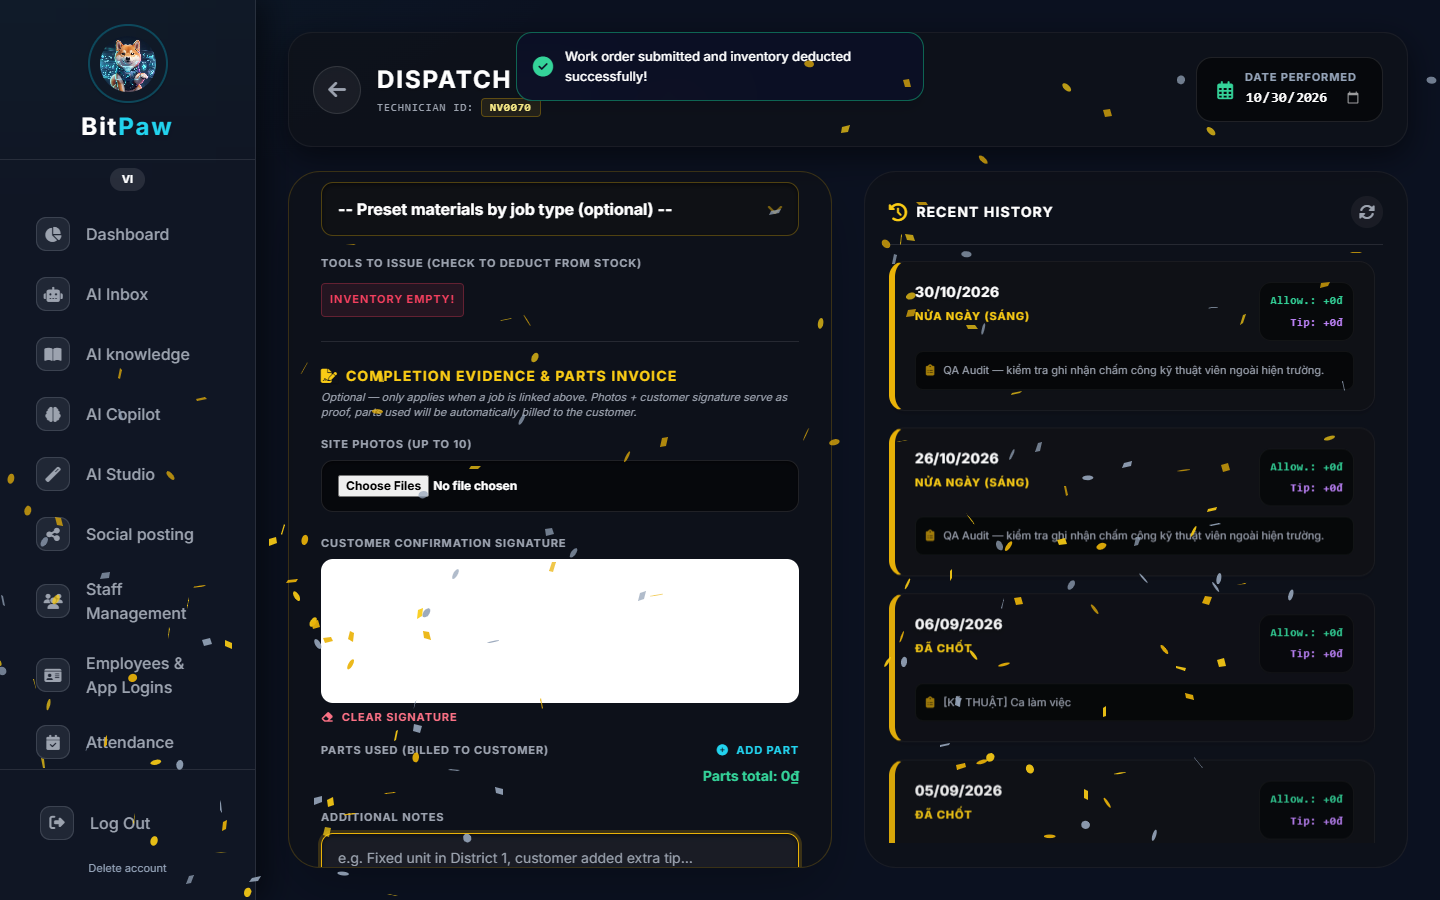 BitPaw
VI
Dashboard
AI Inbox
AI knowledge
AI Copilot
AI Studio
Social posting
Staff
Management
Employees &
App Logins
Attendance
Log Out
Delete account
DISPATCH
TECHNICIAN ID: NV0070
Work order submitted and inventory deducted
successfully!
DATE PERFORMED
10/30/2026
-- Preset materials by job type (optional) --
TOOLS TO ISSUE (CHECK TO DEDUCT FROM STOCK)
INVENTORY EMPTY!
COMPLETION EVIDENCE & PARTS INVOICE
Optional — only applies when a job is linked above. Photos + customer signature serve as
proof, parts used will be automatically billed to the customer.
SITE PHOTOS (UP TO 10)
Choose Files No file chosen
CUSTOMER CONFIRMATION SIGNATURE
CLEAR SIGNATURE
PARTS USED (BILLED TO CUSTOMER)
ADD PART
Parts total: 0₫
ADDITIONAL NOTES
e.g. Fixed unit in District 1, customer added extra tip...
RECENT HISTORY
30/10/2026
NỬA NGÀY (SÁNG)
Allow.: +0đ
Tip: +0đ
QA Audit — kiểm tra ghi nhận chấm công kỹ thuật viên ngoài hiện trường.
26/10/2026
NỬA NGÀY (SÁNG)
Allow.: +0đ
Tip: +0đ
QA Audit — kiểm tra ghi nhận chấm công kỹ thuật viên ngoài hiện trường.
06/09/2026
ĐÃ CHỐT
Allow.: +0đ
Tip: +0đ
[KỸ THUẬT] Ca làm việc
05/09/2026
ĐÃ CHỐT
Allow.: +0đ
Tip: +0đ